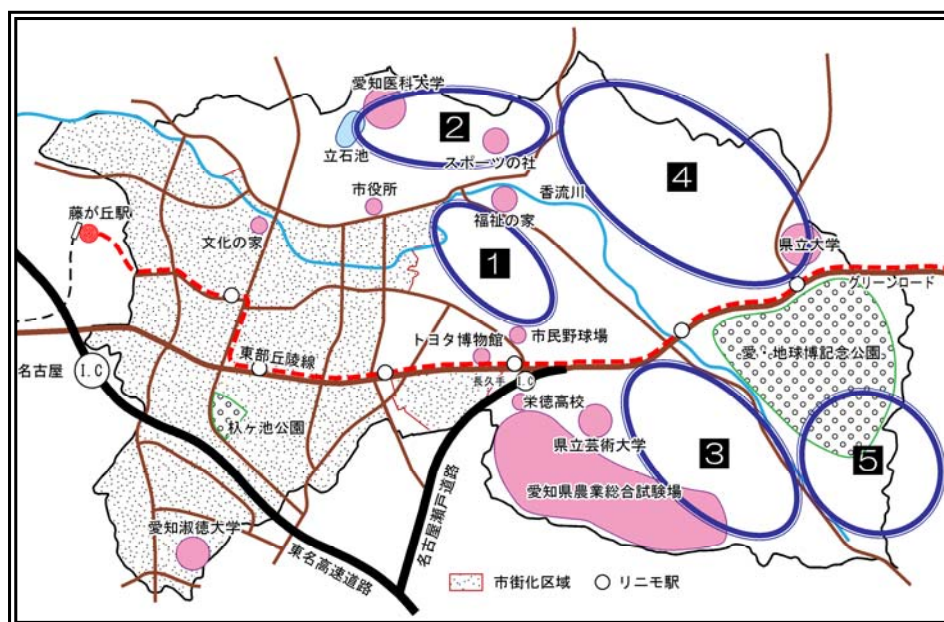 愛知医科大学
2
立石池
スポーツの社
4
市役所
香流川
福祉の家
藤が丘駅
文化の家
県立大学
1
グリーンロード
市民野球場
トヨタ博物館
東部丘陵線
名古屋
I.C
長久手
I.C
愛・地球博記念公園
栄徳高校
杁ヶ池公園
県立芸術大学
3
5
愛知県農業総合試験場
名古屋瀬戸道路
愛知淑徳大学
東名高速道路
市街化区域
リニモ駅